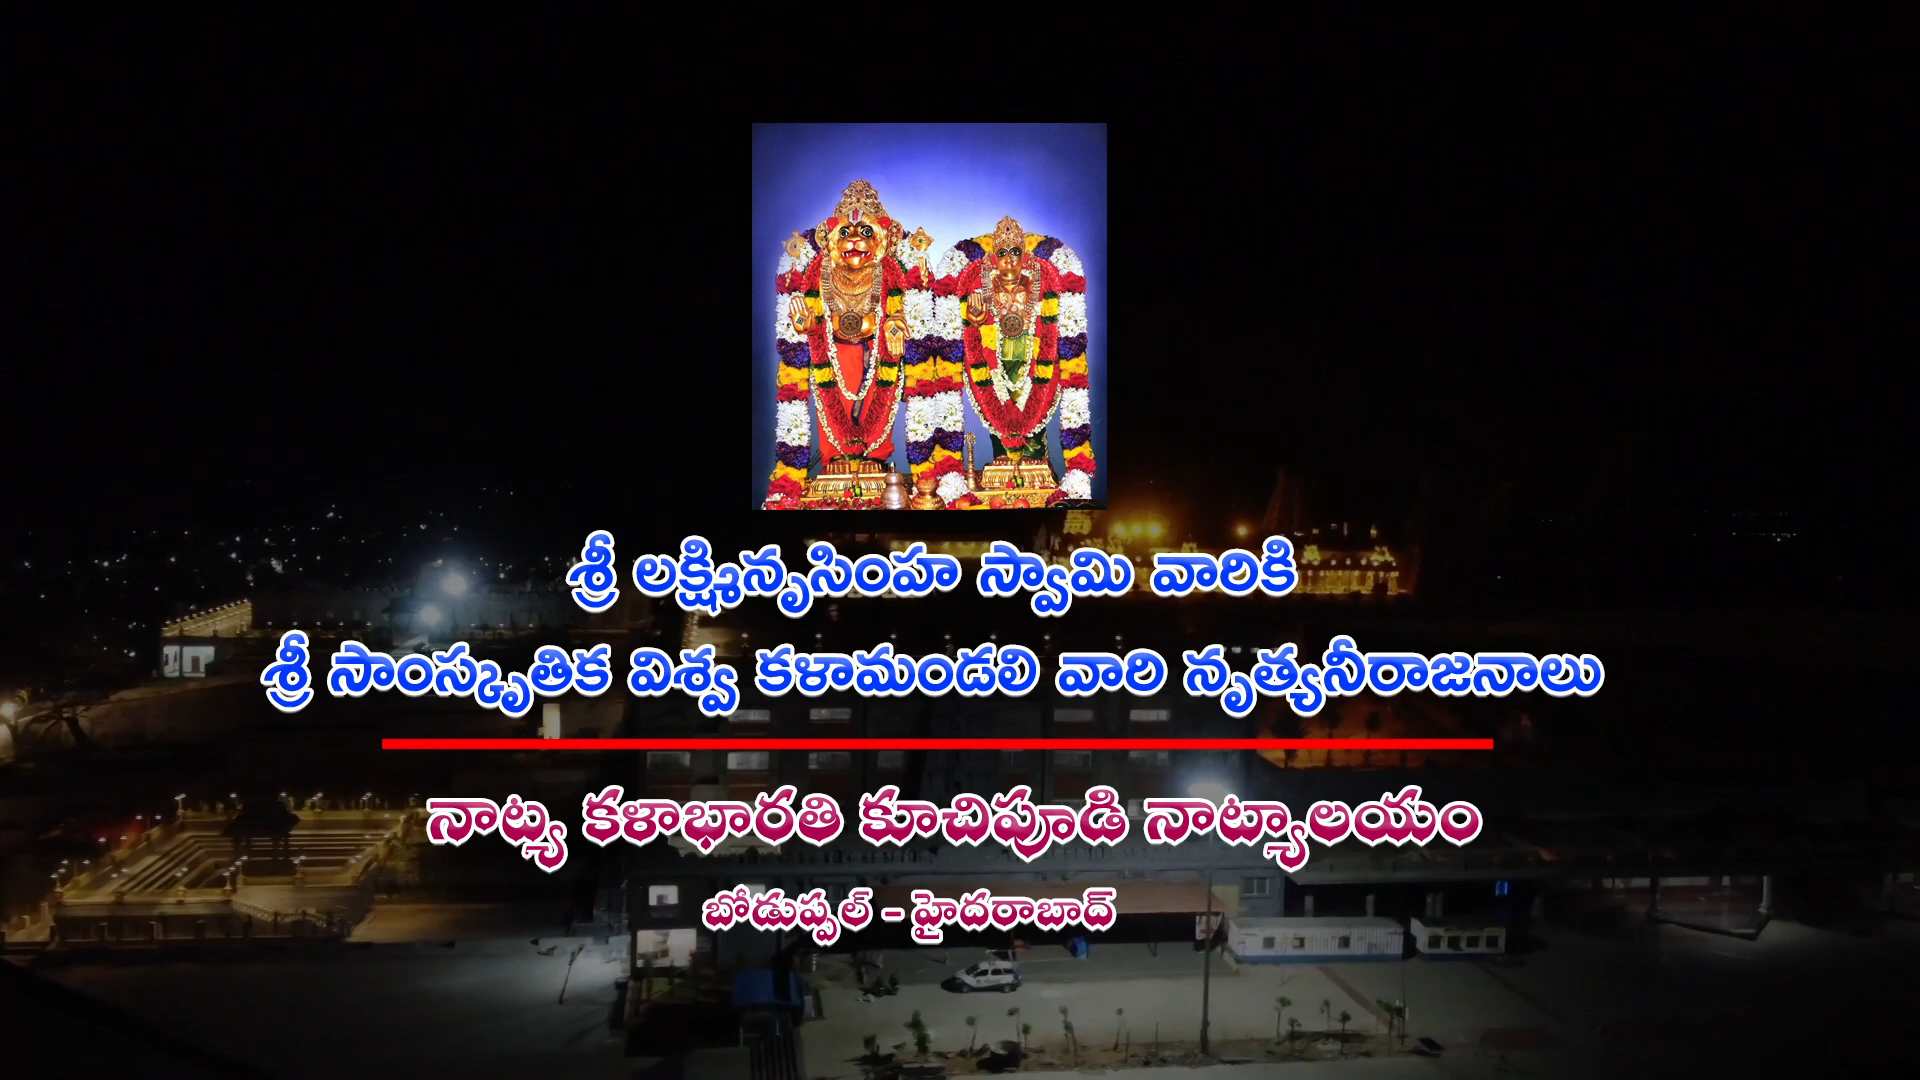 శ్రీ లక్ష్మినృసింహ స్వామి వారికి
శ్రీ సాంస్కృతిక విశ్వ కళామండలి వారి నృత్యనీరాజనాలు
నాట్య కళాభారతి కూచిపూడి నాట్యాలయం
బోడుప్పల్ - హైదరాబాద్